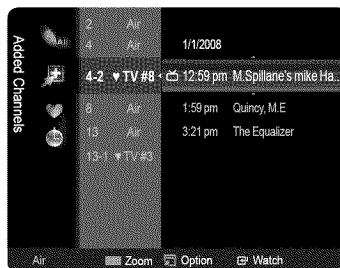 Added Channels
All
2 Air
4 Air 1/1/2008
4-2 ♥ TV #8 12:59 pm M.Spillane's mike Ha..
8 Air 1:59 pm Quincy, M.E
13 Air 3:21 pm The Equalizer
13-1 ♥ TV #3
Air Zoom Option Watch